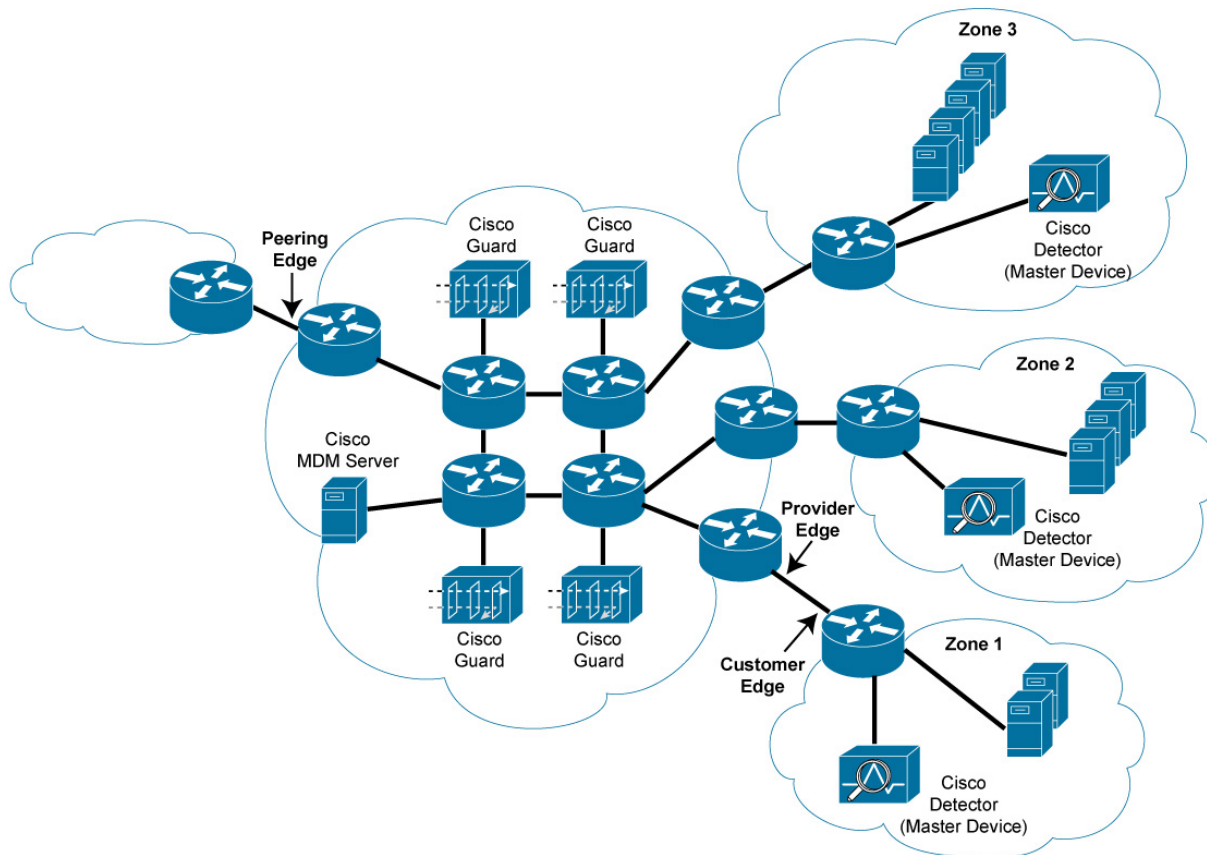 Zone 3
Cisco
Detector
(Master Device)
Peering
Edge
Cisco
Guard
Cisco
Guard
Zone 2
Cisco
MDM Server
Cisco
Detector
(Master Device)
Provider
Edge
Cisco
Guard
Cisco
Guard
Customer
Edge
Zone 1
Cisco
Detector
(Master Device)